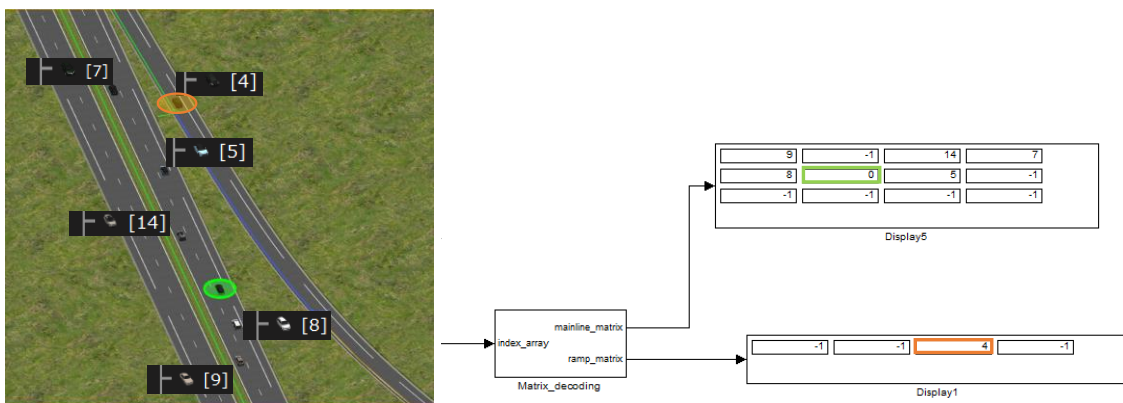 [7]
[4]
[5]
[14]
[8]
[9]
9 -1 14 7
8 0 5 -1
-1 -1 -1 -1
Display5
mainline_matrix
index_array
ramp_matrix
Matrix_decoding
-1 -1 4 -1
Display1